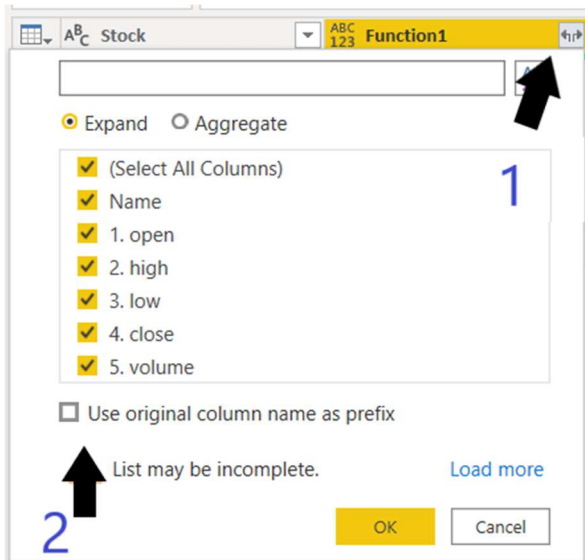 ABC Stock ABC 123 Function1
Expand Aggregate
(Select All Columns)
1
Name
1. open
2. high
3. low
4. close
5. volume
Use original column name as prefix
List may be incomplete. Load more
2
OK Cancel